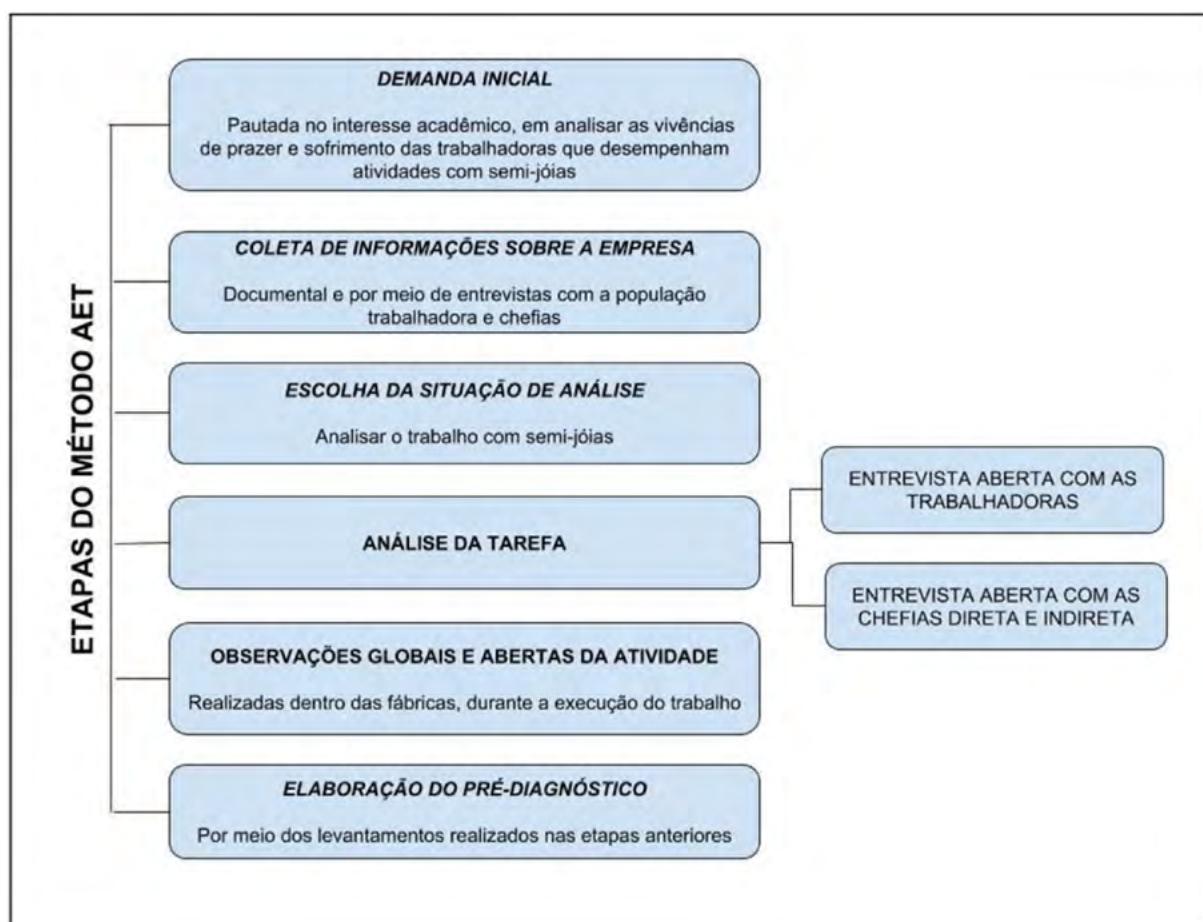 ETAPAS DO MÉTODO AET
DEMANDA INICIAL
Pautada no interesse acadêmico, em analisar as vivências
de prazer e sofrimento das trabalhadoras que desempenham
atividades com semi-jóias
COLETA DE INFORMAÇÕES SOBRE A EMPRESA
Documental e por meio de entrevistas com a população
trabalhadora e chefias
ESCOLHA DA SITUAÇÃO DE ANÁLISE
Analisar o trabalho com semi-jóias
ANÁLISE DA TAREFA
ENTREVISTA ABERTA COM AS
TRABALHADORAS
ENTREVISTA ABERTA COM AS
CHEFIAS DIRETA E INDIRETA
OBSERVAÇÕES GLOBAIS E ABERTAS DA ATIVIDADE
Realizadas dentro das fábricas, durante a execução do trabalho
ELABORAÇÃO DO PRÉ-DIAGNÓSTICO
Por meio dos levantamentos realizados nas etapas anteriores